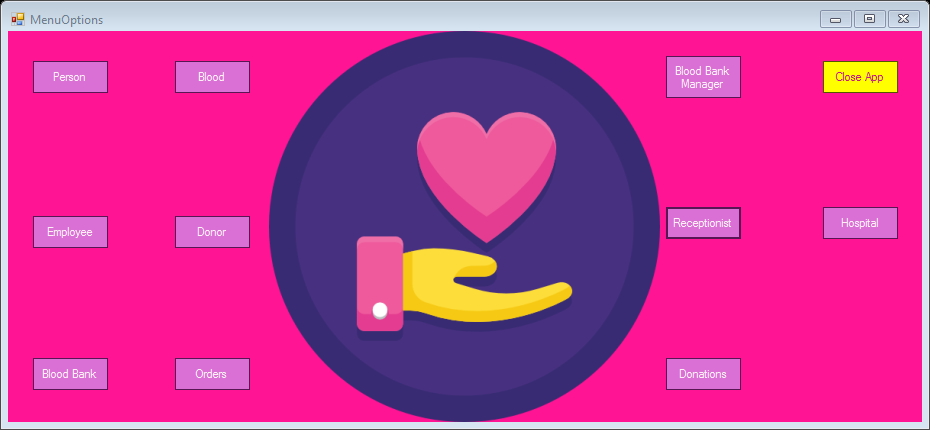 MenuOptions
Person
Blood
Blood Bank
Manager
Close App
Employee
Donor
Receptionist
Hospital
Blood Bank
Orders
Donations